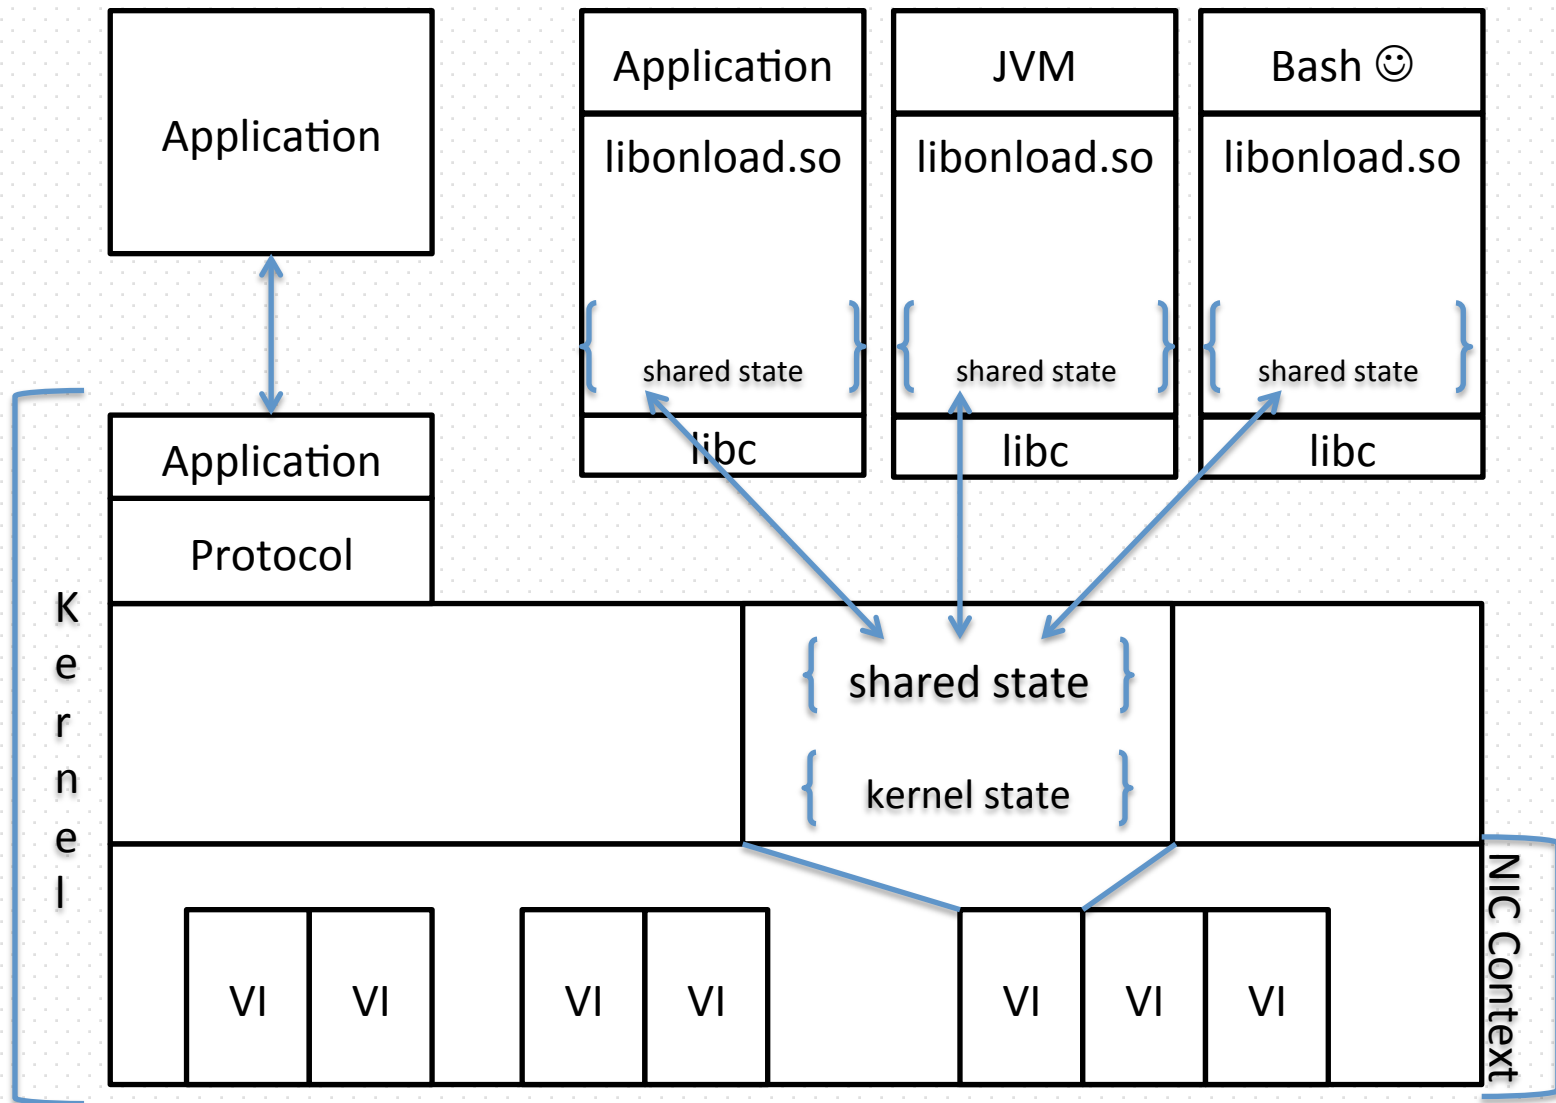 Application
Application
JVM
Bash ☺
libonload.so
libonload.so
libonload.so
shared state
shared state
shared state
libc
libc
libc
Application
Protocol
Kernel
shared state
kernel state
NIC Context
VI
VI
VI
VI
VI
VI
VI